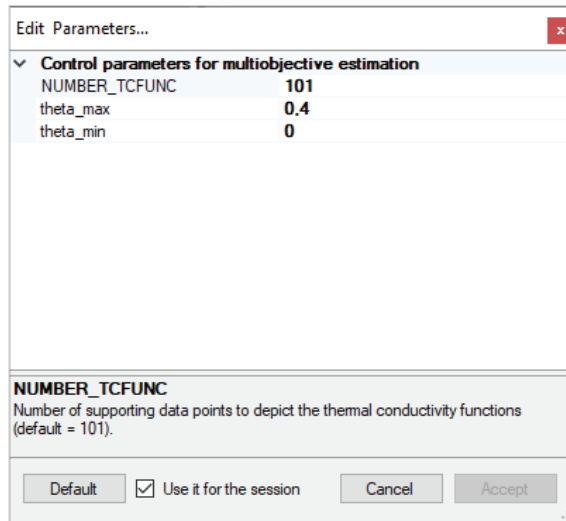 Edit Parameters...
x
Control parameters for multiobjective estimation
NUMBER_TCFUNC 101
theta_max 0.4
theta_min 0
NUMBER_TCFUNC
Number of supporting data points to depict the thermal conductivity functions
(default = 101).
Default Use it for the session Cancel Accept